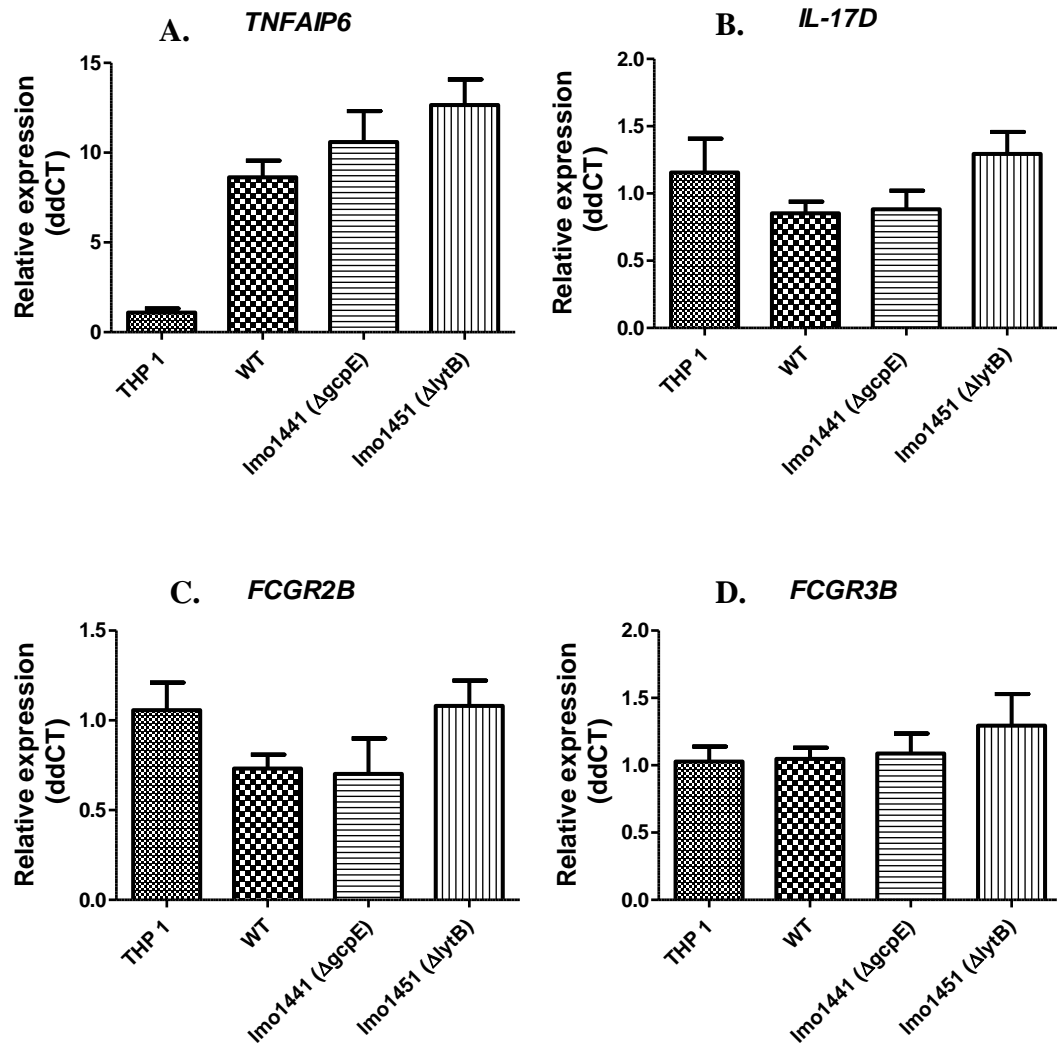 A. TNFAIP6
Relative expression
(ddCT)
15
10
5
0
THP 1
WT
lmo1441 (ΔgcpE)
lmo1451 (ΔlytB)
B. IL-17D
Relative expression
(ddCT)
2.0
1.5
1.0
0.5
0.0
THP 1
WT
lmo1441 (ΔgcpE)
lmo1451 (ΔlytB)
C. FCGR2B
Relative expression
(ddCT)
1.5
1.0
0.5
0.0
THP 1
WT
lmo1441 (ΔgcpE)
lmo1451 (ΔlytB)
D. FCGR3B
Relative expression
(ddCT)
2.0
1.5
1.0
0.5
0.0
THP 1
WT
lmo1441 (ΔgcpE)
lmo1451 (ΔlytB)